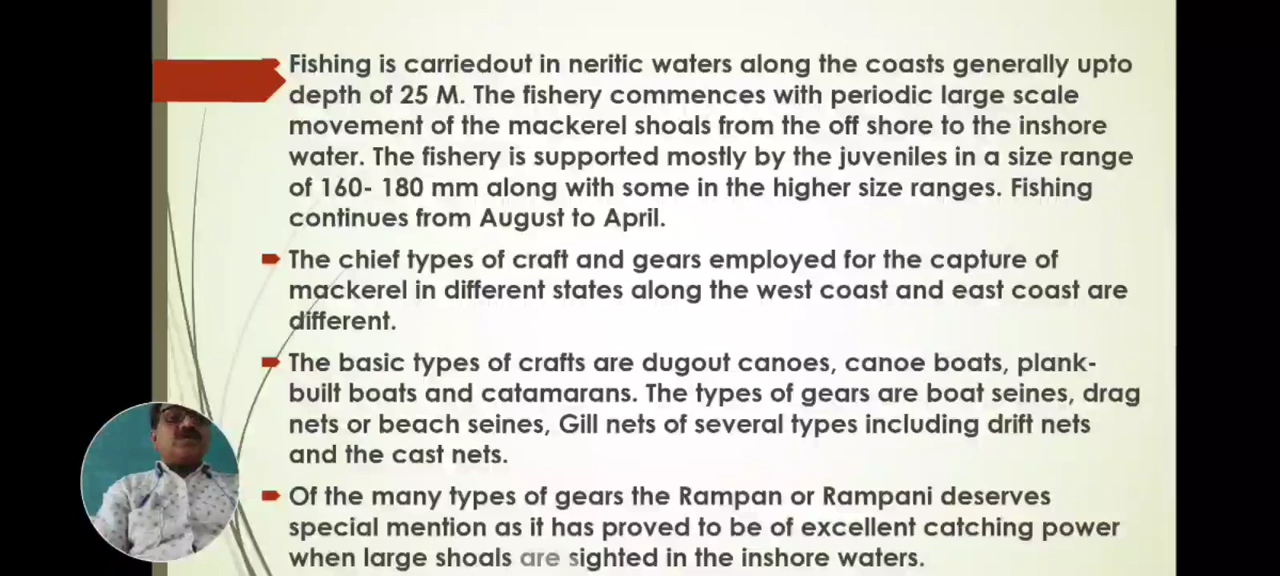 Fishing is carriedout in neritic waters along the coasts generally upto
depth of 25 M. The fishery commences with periodic large scale
movement of the mackerel shoals from the off shore to the inshore
water. The fishery is supported mostly by the juveniles in a size range
of 160- 180 mm along with some in the higher size ranges. Fishing
continues from August to April.
The chief types of craft and gears employed for the capture of
mackerel in different states along the west coast and east coast are
different.
The basic types of crafts are dugout canoes, canoe boats, plank-
built boats and catamarans. The types of gears are boat seines, drag
nets or beach seines, Gill nets of several types including drift nets
and the cast nets.
Of the many types of gears the Rampan or Rampani deserves
special mention as it has proved to be of excellent catching power
when large shoals are sighted in the inshore waters.